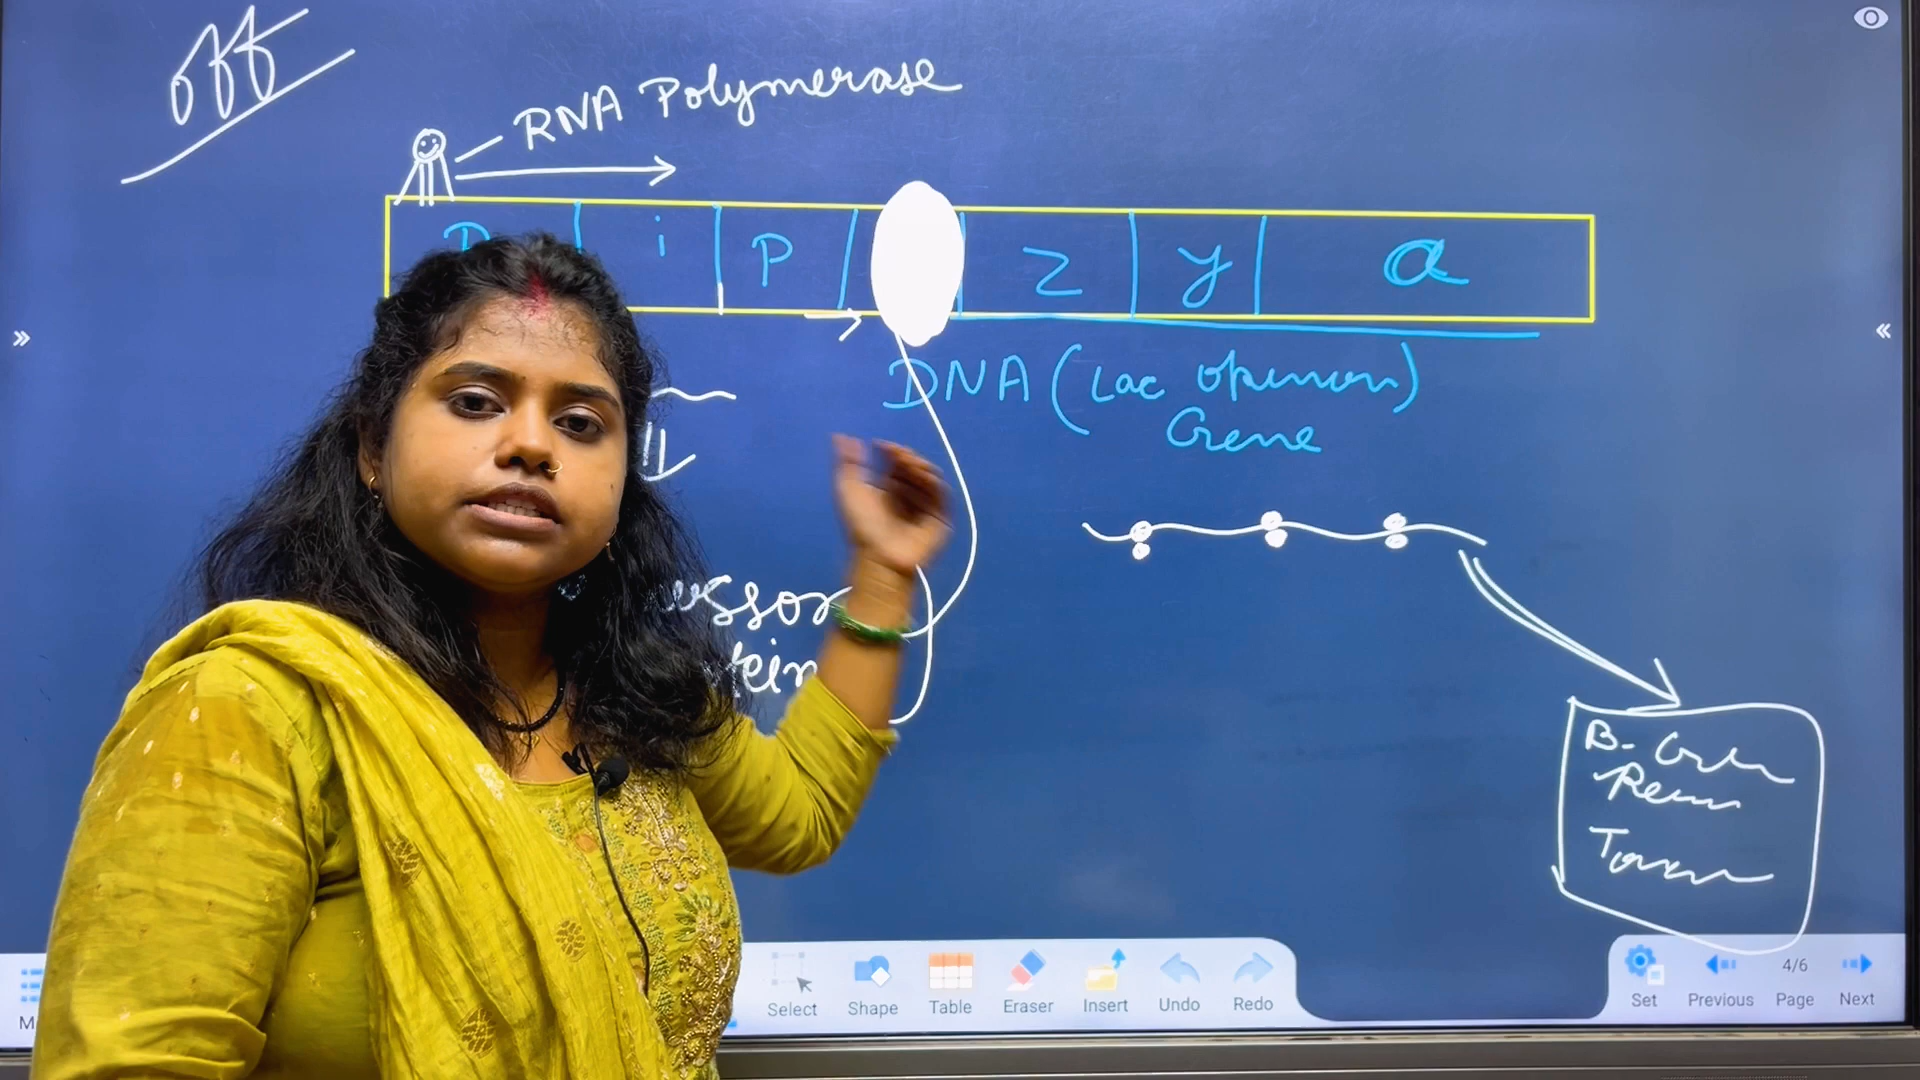 off
RNA Polymerase
P i P z y a
DNA (Lac operon)
Gene
B-
T
Select Shape Table Eraser Insert Undo Redo
Set Previous 4/6 Page Next